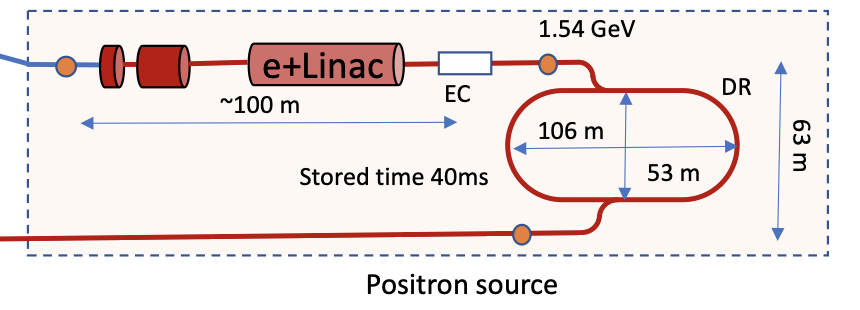 1.54 GeV
e+Linac
EC
DR
~100 m
106 m
63 m
53 m
Stored time 40ms
Positron source